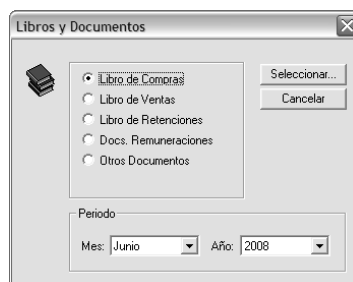 Libros y Documentos
Libro de Compras
Seleccionar...
Libro de Ventas
Cancelar
Libro de Retenciones
Docs. Remuneraciones
Otros Documentos
Periodo
Mes: Junio Año: 2008